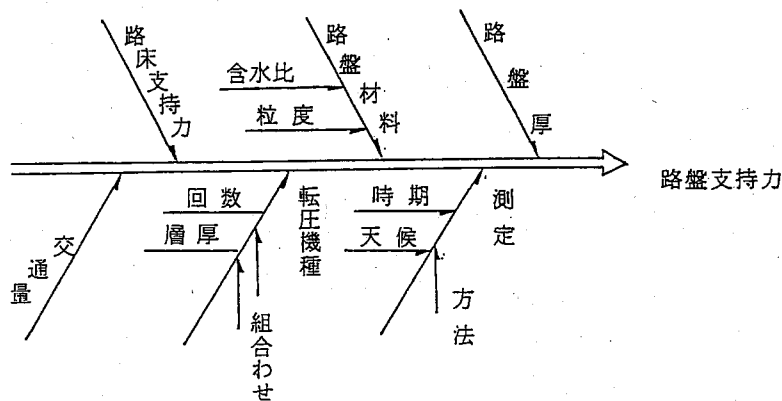 路床支持力
路盤材料
含水比
粒度
路盤厚
路盤支持力
交通量
回数
層厚
転圧機種
組合わせ
時期
天候
測定
方法